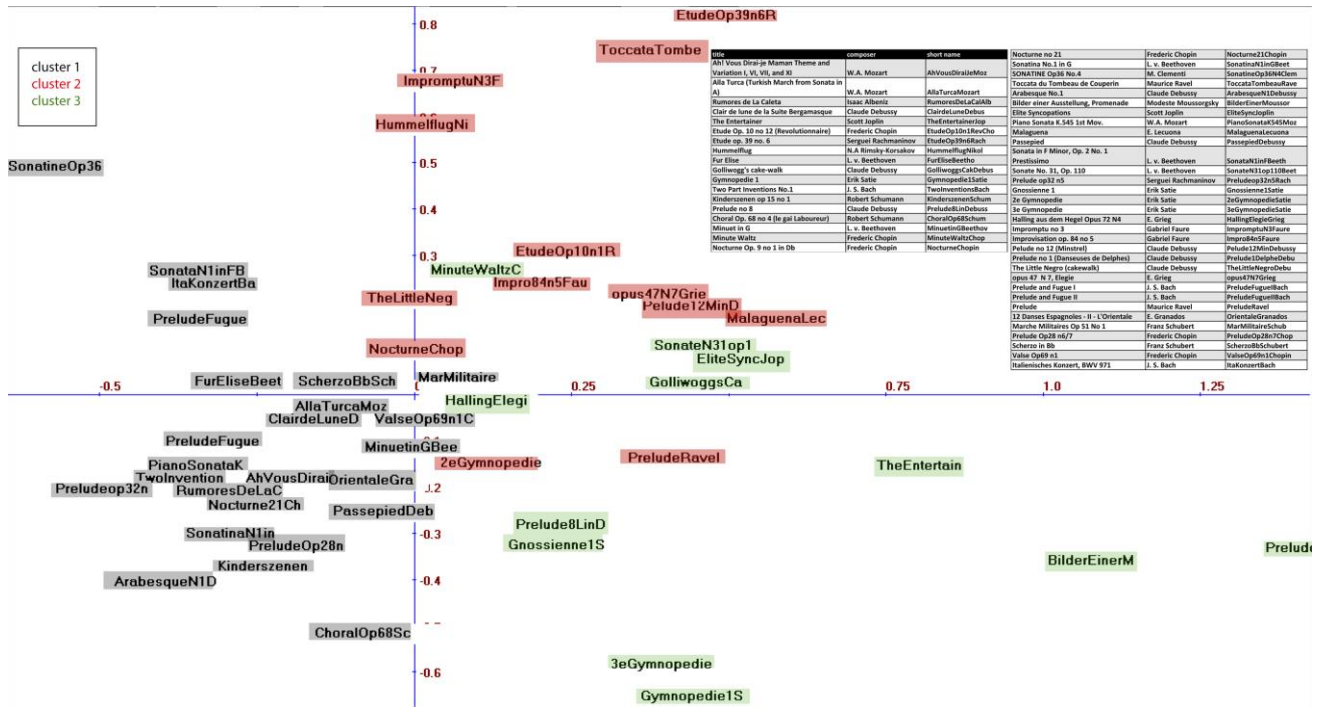 cluster 1
cluster 2
cluster 3
0.8
EtudeOp39n6R
ToccataTombe
0.7
ImpromptuN3F
HummelflugNi
SonatineOp36
0.5
0.4
EtudeOp10n1R
0.3
SonataN1inFB
MinuteWaltzC
ItaKonzertBa
Impro84n5Fau
TheLittleNeg
opus47N7Grie
Pelude12MinD
PreludeFugue
MalaguenaLec
NocturneChop
SonateN31op1
EliteSyncJop
FurEliseBeet
ScherzoBbSch
MarMilitaire
GolliwoggsCa
-0.5
0
0.25
0.75
1.0
1.25
AllaTurcaMoz
HallingElegi
ClairdeLuneD
ValseOp69n1C
PreludeFugue
MinuetinGBee
PianoSonataK
2eGymnopedie
PreludeRavel
TheEntertain
TwoInvention
AhVousDirai
OrientaleGra
Preludeop32n
RumoresDeLaC
Nocturne21Ch
PassepiedDeb
Prelude8LinD
-0.3
SonatinaN1in
PreludeOp28n
Gnossienne1S
Prelude
Kinderszenen
BilderEinerM
ArabesqueN1D
-0.4
ChoralOp68Sc
3eGymnopedie
-0.6
Gymnopedie1S
title composer short name
Ah! Vous Dirai-je Maman Theme and
Variation I, VI, VII, and XI W.A. Mozart AhVousDiraiJeMoz
Alla Turca (Turkish March from Sonata in
A) W.A. Mozart AllaTurcaMozart
Rumores de La Caleta Isaac Albeniz RumoresDeLaCalAlb
Clair de lune de la Suite Bergamasque Claude Debussy ClairdeLuneDebus
The Entertainer Scott Joplin TheEntertainerJop
Etude Op. 10 no 12 (Revolutionnaire) Frederic Chopin EtudeOp10n1RevCho
Etude op. 39 no. 6 Serguei Rachmaninov EtudeOp39n6Rach
Hummelflug N.A Rimsky-Korsakov HummelflugNikol
Fur Elise L. v. Beethoven FurEliseBeetho
Golliwogg's cake-walk Claude Debussy GolliwoggsCakDebus
Gymnopedie 1 Erik Satie Gymnopedie1Satie
Two Part Inventions No.1 J. S. Bach TwoInventionsBach
Kinderszenen op 15 no 1 Robert Schumann KinderszenenSchum
Prelude no 8 Claude Debussy Prelude8LinDebuss
Choral Op. 68 no 4 (le gai Laboureur) Robert Schumann ChoralOp68Schum
Minuet in G L. v. Beethoven MinuetinGBeethov
Minute Waltz Frederic Chopin MinuteWaltzChop
Nocturne Op. 9 no 1 in Db Frederic Chopin NocturneChopin
Nocturne no 21 Frederic Chopin Nocturne21Chopin
Sonatina No.1 in G L. v. Beethoven SonatinaN1inGBeet
SONATINE Op36 No.4 M. Clementi SonatineOp36N4Clem
Toccata du Tombeau de Couperin Maurice Ravel ToccataTombeauRave
Arabesque No.1 Claude Debussy ArabesqueN1Debussy
Bilder einer Ausstellung, Promenade Modeste Moussorgsky BilderEinerMoussor
Elite Syncopations Scott Joplin EliteSyncJoplin
Piano Sonata K.545 1st Mov. W.A. Mozart PianoSonataK545Moz
Malaguena E. Lecuona MalaguenaLecuona
Passepied Claude Debussy PassepiedDebussy
Sonata in F Minor, Op. 2 No. 1
Prestissimo L. v. Beethoven SonataN1inFBeeth
Sonate No. 31, Op. 110 L. v. Beethoven SonateN31op110Beet
Prelude op32 n5 Serguei Rachmaninov Preludeop32n5Rach
Gnossienne 1 Erik Satie Gnossienne1Satie
2e Gymnopedie Erik Satie 2eGymnopedieSatie
3e Gymnopedie Erik Satie 3eGymnopedieSatie
Halling aus dem Hegel Opus 72 N4 E. Grieg HallingElegieGrieg
Impromptu no 3 Gabriel Faure ImpromptuN3Faure
Improvisation op. 84 no 5 Gabriel Faure Impro84n5Faure
Pelude no 12 (Minstrel) Claude Debussy Pelude12MinDebussy
Prelude no 1 (Danseuses de Delphes) Claude Debussy Prelude1DelpheDebu
The Little Negro (cakewalk) Claude Debussy TheLittleNegroDebu
opus 47 N 7, Elegie E. Grieg opus47N7Grieg
Prelude and Fugue I J. S. Bach PreludeFugueIBach
Prelude and Fugue II J. S. Bach PreludeFugueIIBach
Prelude Maurice Ravel PreludeRavel
12 Danses Espagnoles - II - L'Orientale E. Granados OrientaleGranados
Marche Militaires Op 51 No 1 Franz Schubert MarMilitaireSchub
Prelude Op28 n6/7 Frederic Chopin PreludeOp28n7Chop
Scherzo in Bb Franz Schubert ScherzoBbSchubert
Valse Op69 n1 Frederic Chopin ValseOp69n1Chopin
Italienisches Konzert, BWV 971 J. S. Bach ItaKonzertBach